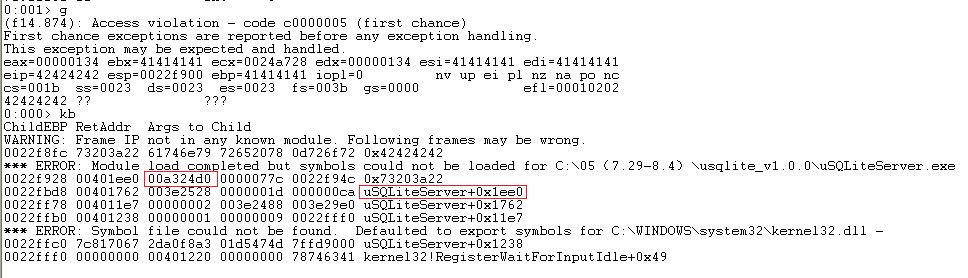 0:001> g
(f14.874): Access violation - code c0000005 (first chance)
First chance exceptions are reported before any exception handling.
This exception may be expected and handled.
eax=00000134 ebx=41414141 ecx=0024a728 edx=00000134 esi=41414141 edi=41414141
eip=42424242 esp=0022f900 ebp=41414141 iopl=0         nv up ei pl nz na po nc
cs=001b  ss=0023  ds=0023  es=0023  fs=003b  gs=0000             efl=00010202
42424242 ??              ???
0:000> kb
ChildEBP RetAddr  Args to Child
WARNING: Frame IP not in any known module. Following frames may be wrong.
0022f8fc 73203a22 61746e79 72652078 0d726f72 0x42424242
*** ERROR: Module load completed but symbols could not be loaded for C:\05 (7.29-8.4) \usqlite_v1.0.0\uSQLiteServer.exe
0022f928 00401ee0 00a324d0 0000077c 0022f94c 0x73203a22
0022fbd8 00401762 003e2528 0000001d 000000ca uSQLiteServer+0x1ee0
0022ff78 004011e7 00000002 003e2488 003e29e0 uSQLiteServer+0x1762
0022ffb0 00401238 00000001 00000009 0022fff0 uSQLiteServer+0x11e7
*** ERROR: Symbol file could not be found.  Defaulted to export symbols for C:\WINDOWS\system32\kernel32.dll -
0022ffc0 7c817067 2da0f8a3 01d5474d 7ffd9000 uSQLiteServer+0x1238
0022fff0 00000000 00401220 00000000 78746341 kernel32!RegisterWaitForInputIdle+0x49